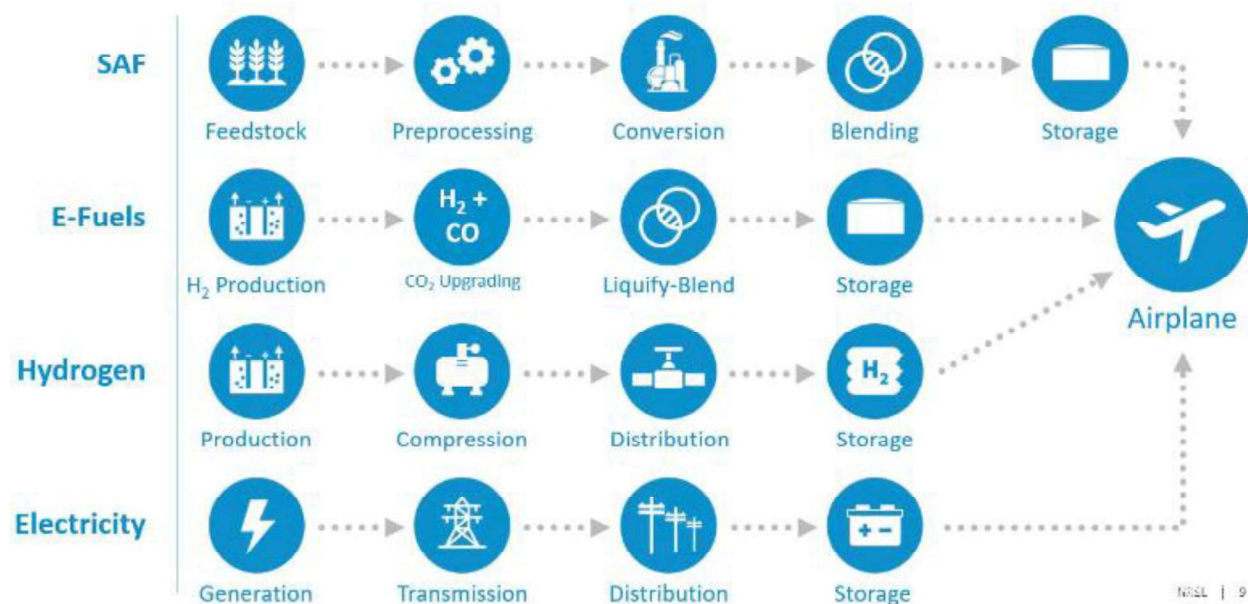 SAF
Feedstock Preprocessing Conversion Blending Storage
E-Fuels
H₂ +
CO
H₂ Production CO₂ Upgrading Liquify-Blend Storage
Airplane
Hydrogen
H₂
Production Compression Distribution Storage
Electricity
Generation Transmission Distribution Storage
NREL | 9